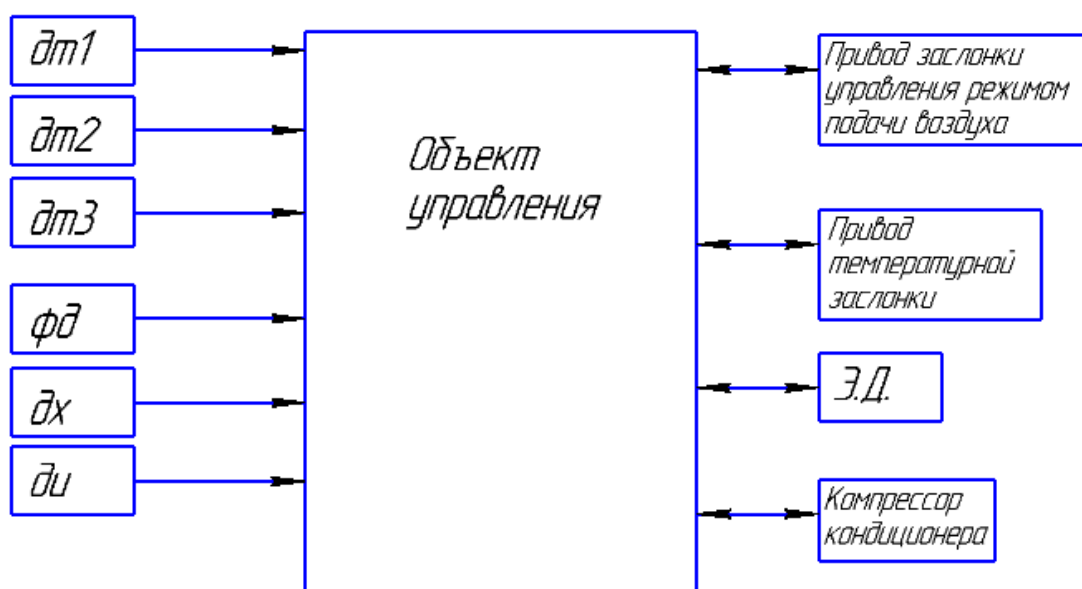 дт1
дт2
дт3
фд
дх
ди
Объект
управления
Привод заслонки
управления режимом
подачи воздуха
Привод
температурной
заслонки
Э.Д.
Компрессор
кондиционера